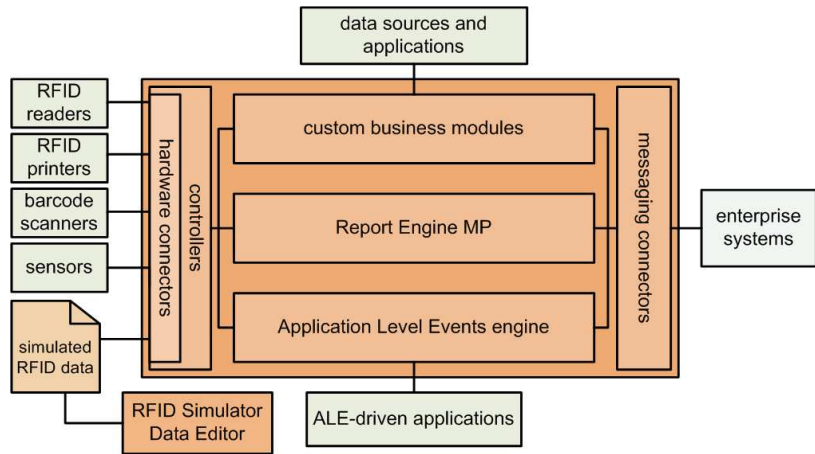 data sources and
applications
RFID
readers
RFID
printers
barcode
scanners
sensors
simulated
RFID data
RFID Simulator
Data Editor
hardware connectors
controllers
custom business modules
Report Engine MP
Application Level Events engine
messaging connectors
enterprise
systems
ALE-driven applications